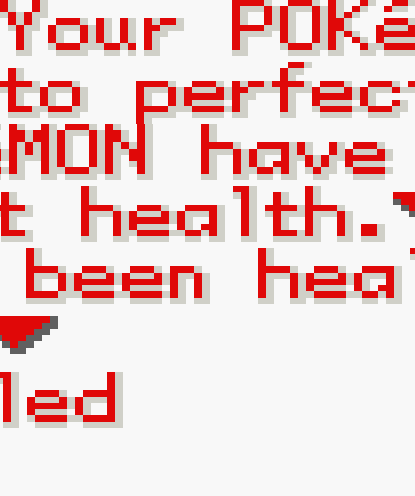 Your POKé
to perfec
MON have
t health.
been hea
led